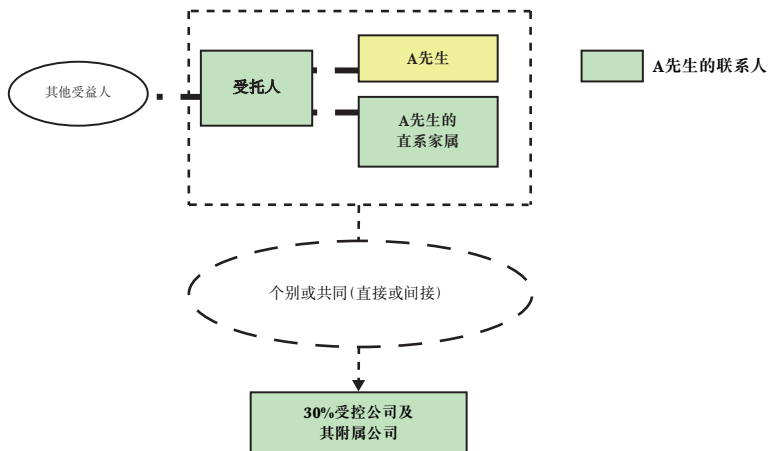 A先生
A先生的联系人
其他受益人
受托人
A先生的
直系家属
个别或共同(直接或间接)
30%受控公司及
其附属公司